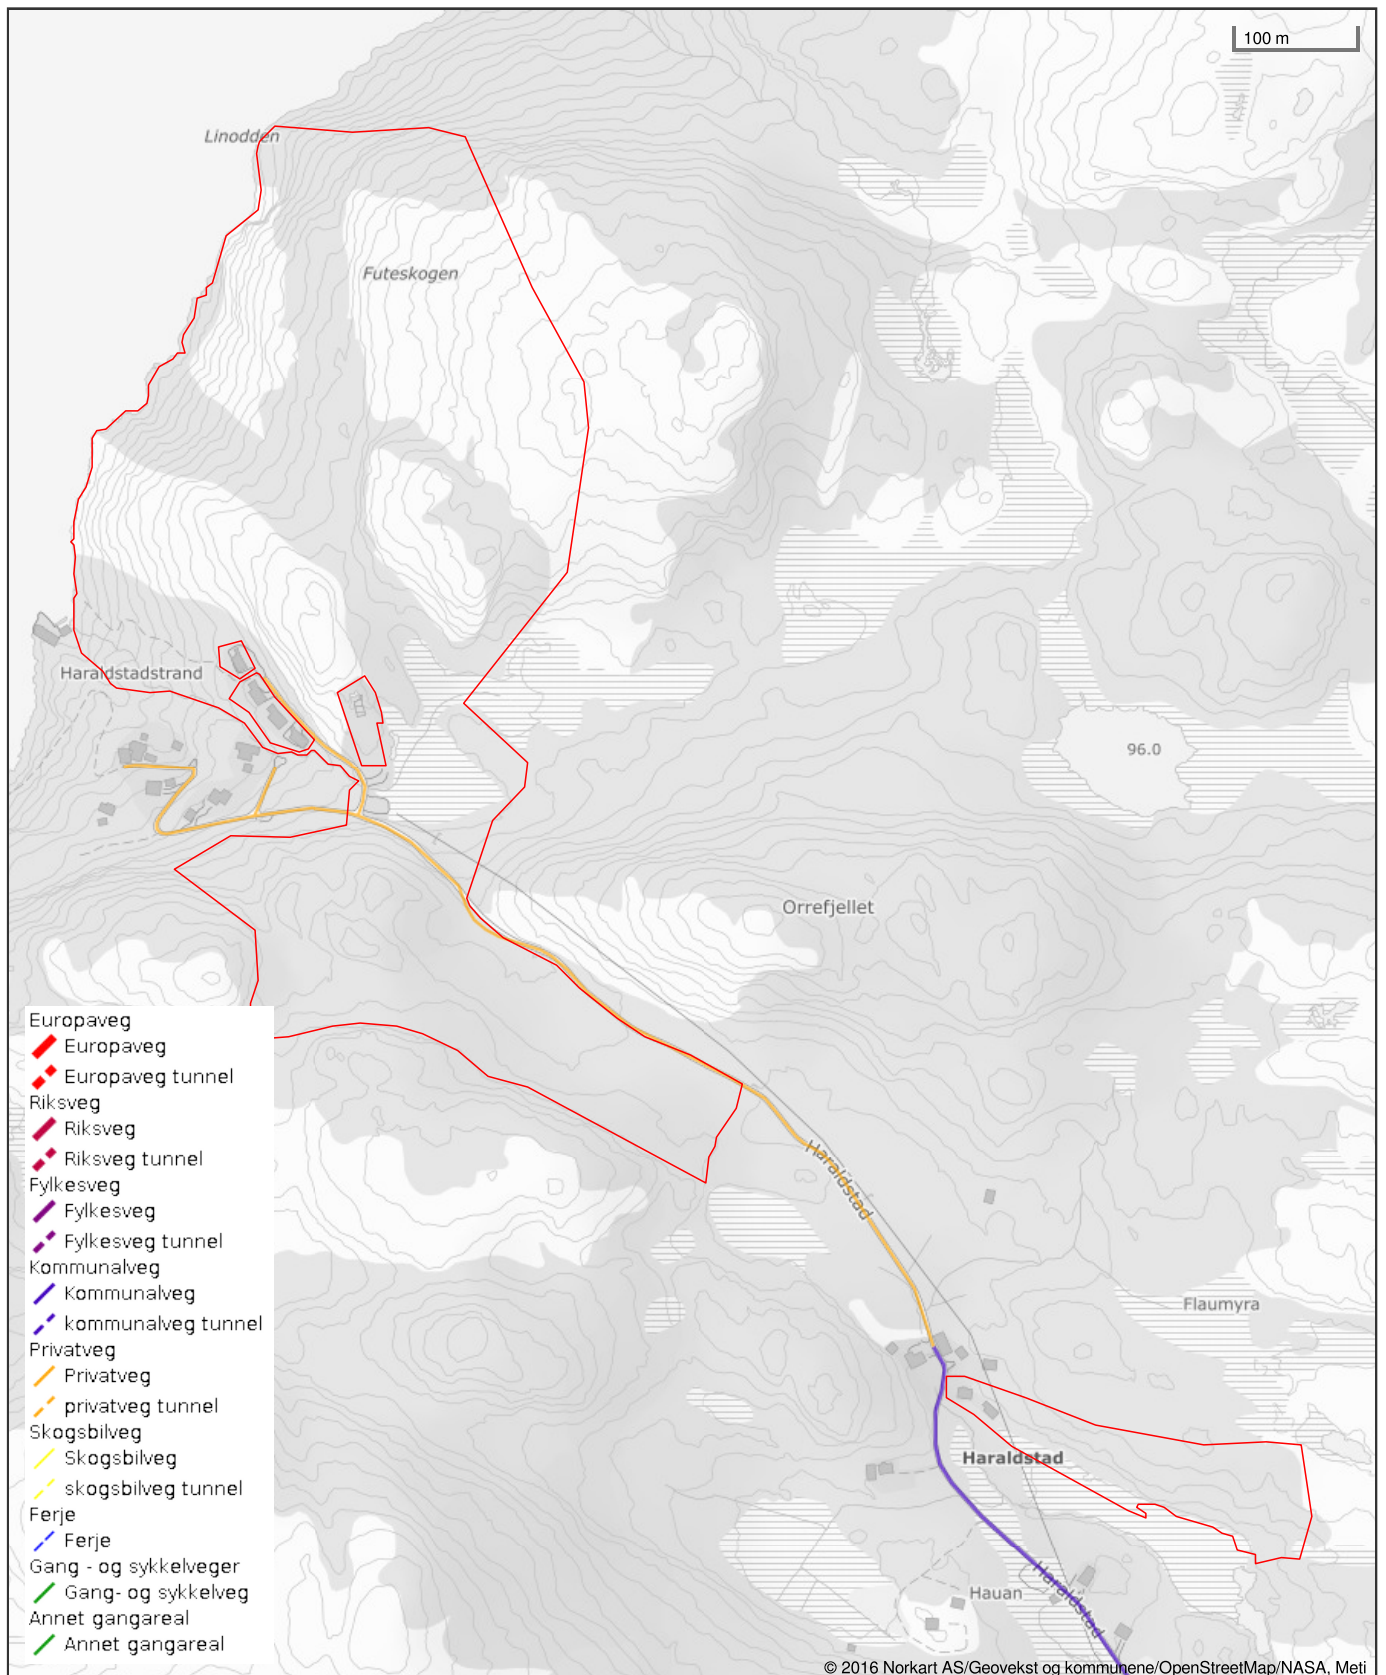 100 m
Linodden
Futeskogen
Haraldstadstrand
96.0
Orrefjellet
Europaveg
Europaveg
Europaveg tunnel
Riksveg
Riksveg
Riksveg tunnel
Fylkesveg
Fylkesveg
Fylkesveg tunnel
Kommunalveg
Kommunalveg
kommunalveg tunnel
Privatveg
Privatveg
privatveg tunnel
Skogsbilveg
Skogsbilveg
skogsbilveg tunnel
Ferje
Ferje
Gang - og sykkelveger
Gang- og sykkelveg
Annet gangareal
Annet gangareal
Haraldstad
Flaumyra
Haraldstad
Hauan
Haraldstad
© 2016 Norkart AS/Geovekst og kommunene/OpenStreetMap/NASA, Meti